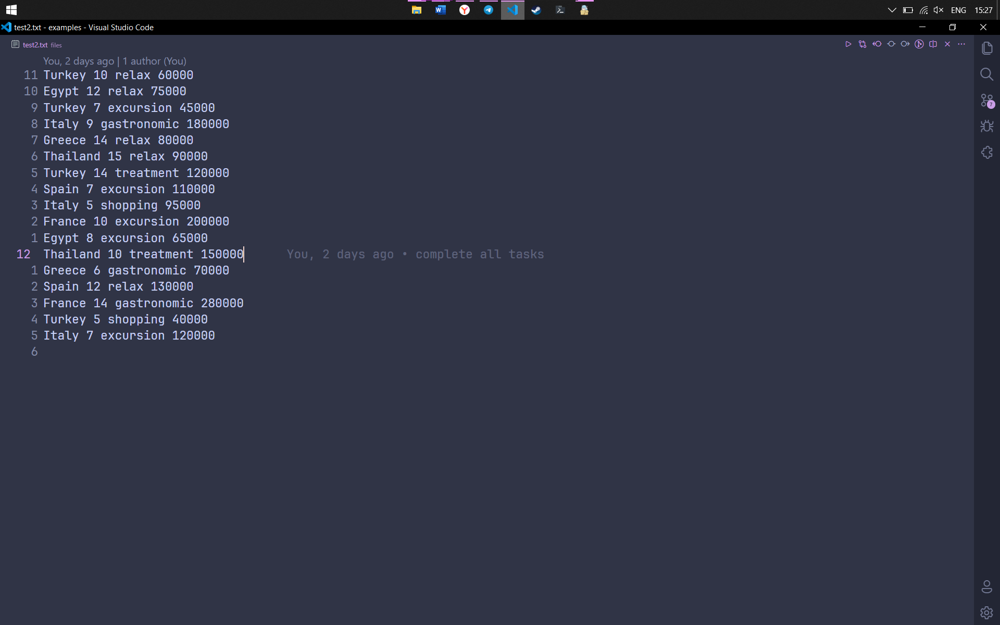 ENG 15:27
test2.txt - examples - Visual Studio Code
test2.txt files
You, 2 days ago | 1 author (You)
11 Turkey 10 relax 60000
10 Egypt 12 relax 75000
9 Turkey 7 excursion 45000
8 Italy 9 gastronomic 180000
7 Greece 14 relax 80000
6 Thailand 15 relax 90000
5 Turkey 14 treatment 120000
4 Spain 7 excursion 110000
3 Italy 5 shopping 95000
2 France 10 excursion 200000
1 Egypt 8 excursion 65000
12 Thailand 10 treatment 150000 You, 2 days ago • complete all tasks
1 Greece 6 gastronomic 70000
2 Spain 12 relax 130000
3 France 14 gastronomic 280000
4 Turkey 5 shopping 40000
5 Italy 7 excursion 120000
6
7